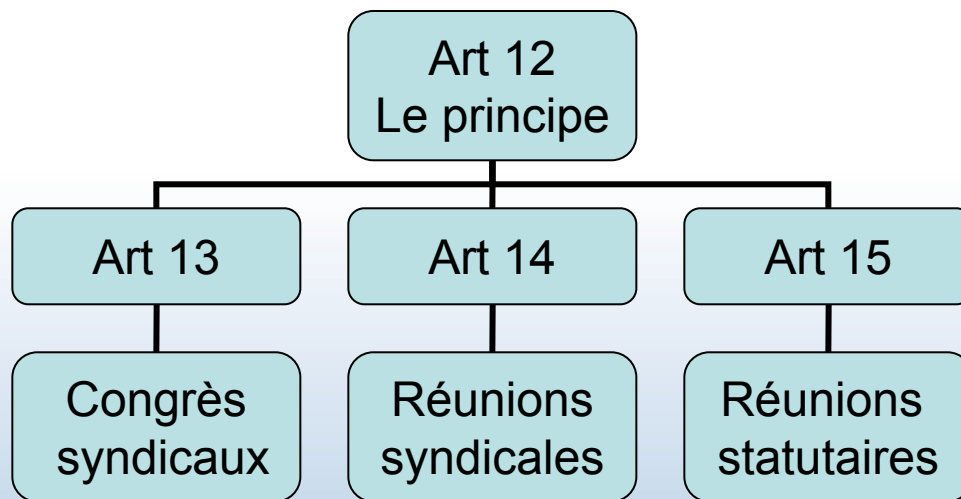 Art 12
Le principe
Art 13
Art 14
Art 15
Congrès
syndicaux
Réunions
syndicales
Réunions
statutaires